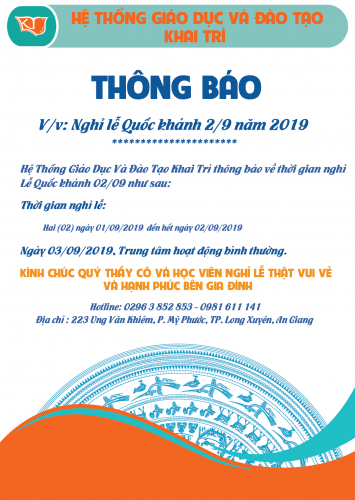 HỆ THỐNG GIÁO DỤC VÀ ĐÀO TẠO
KHAI TRÍ
THÔNG BÁO
V/v: Nghỉ lễ Quốc khánh 2/9 năm 2019
**********************
Hệ Thống Giáo Dục Và Đào Tạo Khai Trí thông báo về thời gian nghỉ
Lễ Quốc khánh 02/09 như sau:
Thời gian nghỉ lễ:
Hai (02) ngày 01/09/2019 đến hết ngày 02/09/2019
Ngày 03/09/2019, Trung tâm hoạt động bình thường.
KÍNH CHÚC QUÝ THẦY CÔ VÀ HỌC VIÊN NGHỈ LỄ THẬT VUI VẺ
VÀ HẠNH PHÚC BÊN GIA ĐÌNH
Hotline: 0296 3 852 853 - 0981 611 141
Địa chỉ : 223 Ung Văn Khiêm, P. Mỹ Phước, TP. Long Xuyên, An Giang